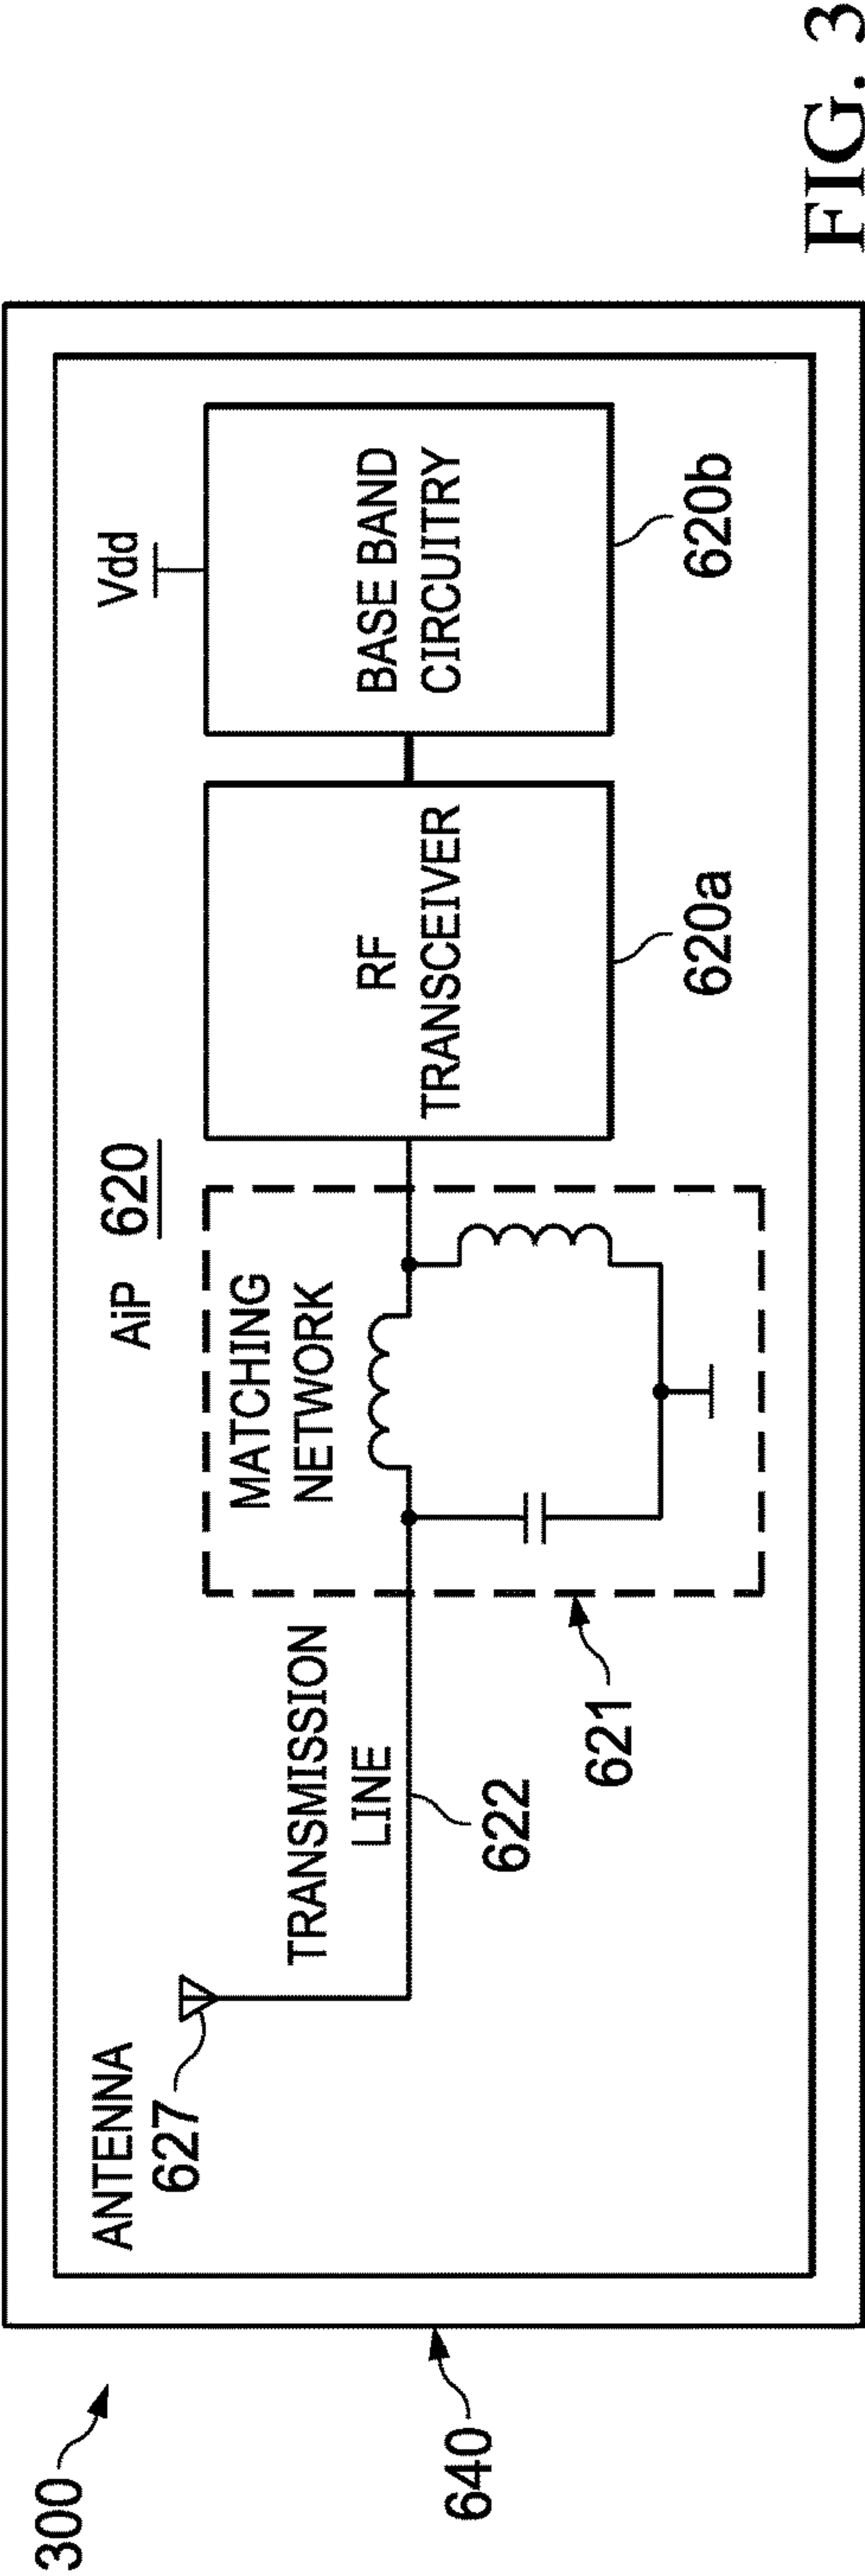 300
640
ANTENNA
627
TRANSMISSION
LINE
622
AiP 620
MATCHING
NETWORK
621
RF
TRANSCEIVER
620a
Vdd
BASE BAND
CIRCUITRY
620b
FIG. 3